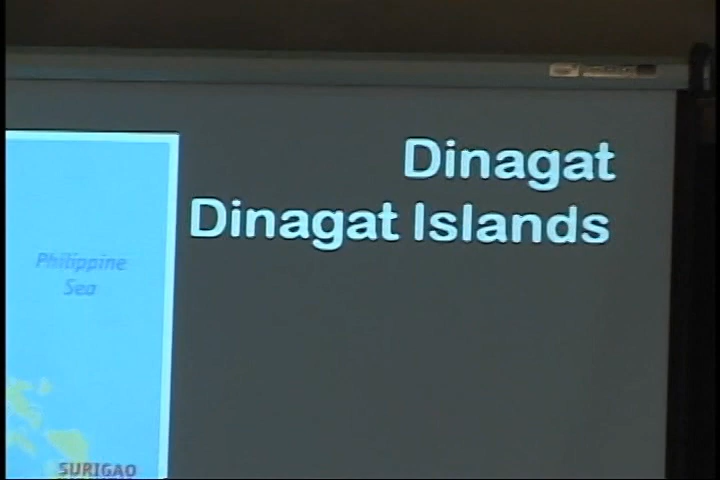 Dinagat
Dinagat Islands
Philippine
Sea
SURIGAO